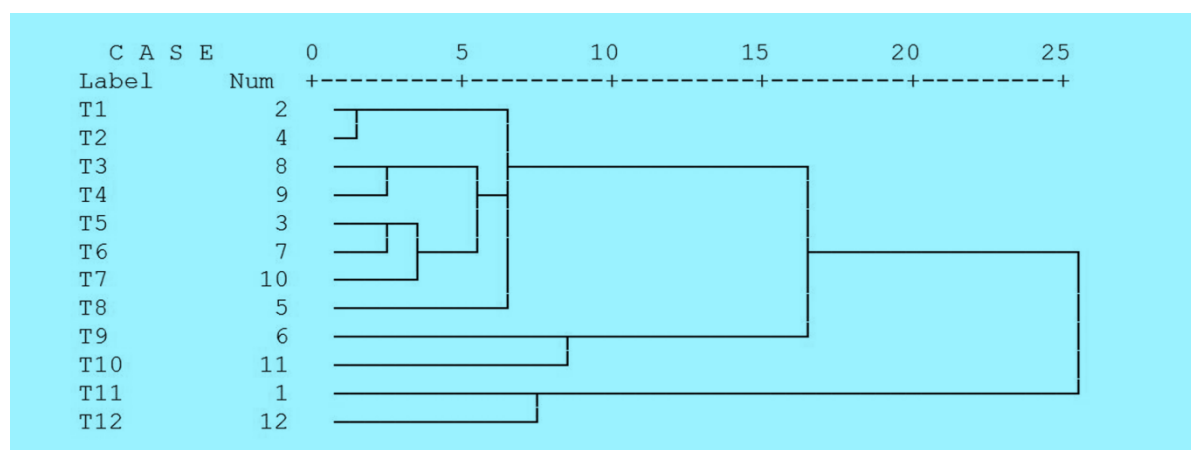 C A S E 0 5 10 15 20 25
Label Num +---------+---------+---------+---------+---------+
T1 2
T2 4
T3 8
T4 9
T5 3
T6 7
T7 10
T8 5
T9 6
T10 11
T11 1
T12 12